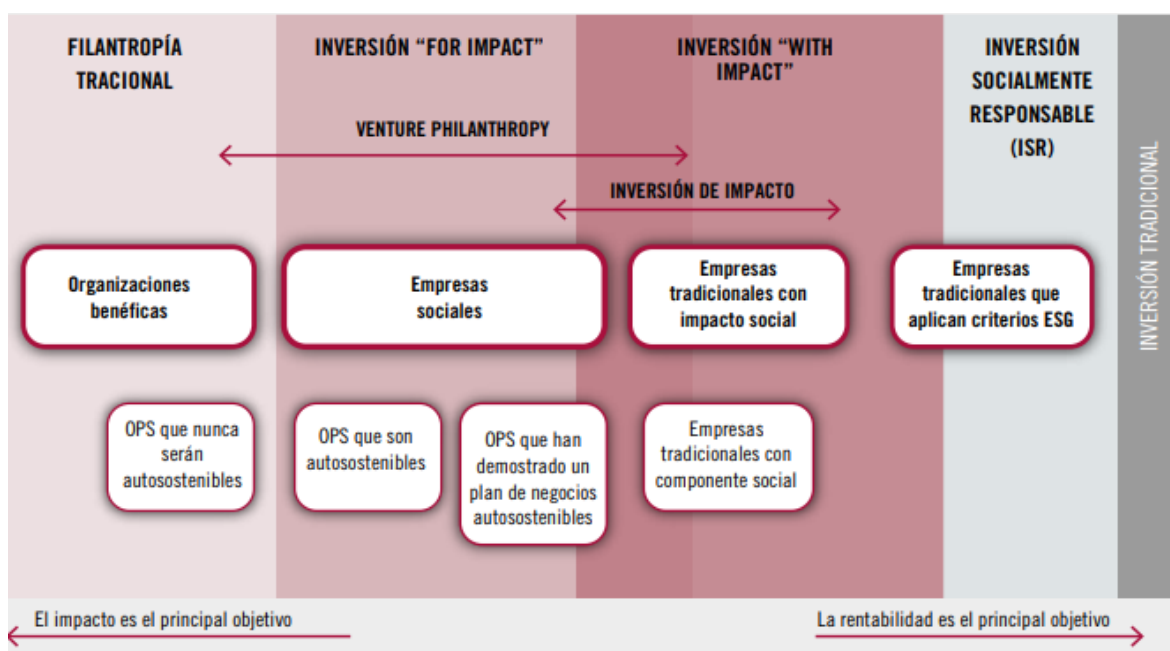 FILANTROPÍA
TRACIONAL
INVERSIÓN “FOR IMPACT”
INVERSIÓN “WITH
IMPACT”
INVERSIÓN
SOCIALMENTE
RESPONSABLE
(ISR)
INVERSIÓN TRADICIONAL
VENTURE PHILANTHROPY
INVERSIÓN DE IMPACTO
Organizaciones
benéficas
Empresas
sociales
Empresas
tradicionales con
impacto social
Empresas
tradicionales que
aplican criterios ESG
OPS que nunca
serán
autosostenibles
OPS que son
autosostenibles
OPS que han
demostrado un
plan de negocios
autosostenibles
Empresas
tradicionales con
componente social
El impacto es el principal objetivo
La rentabilidad es el principal objetivo